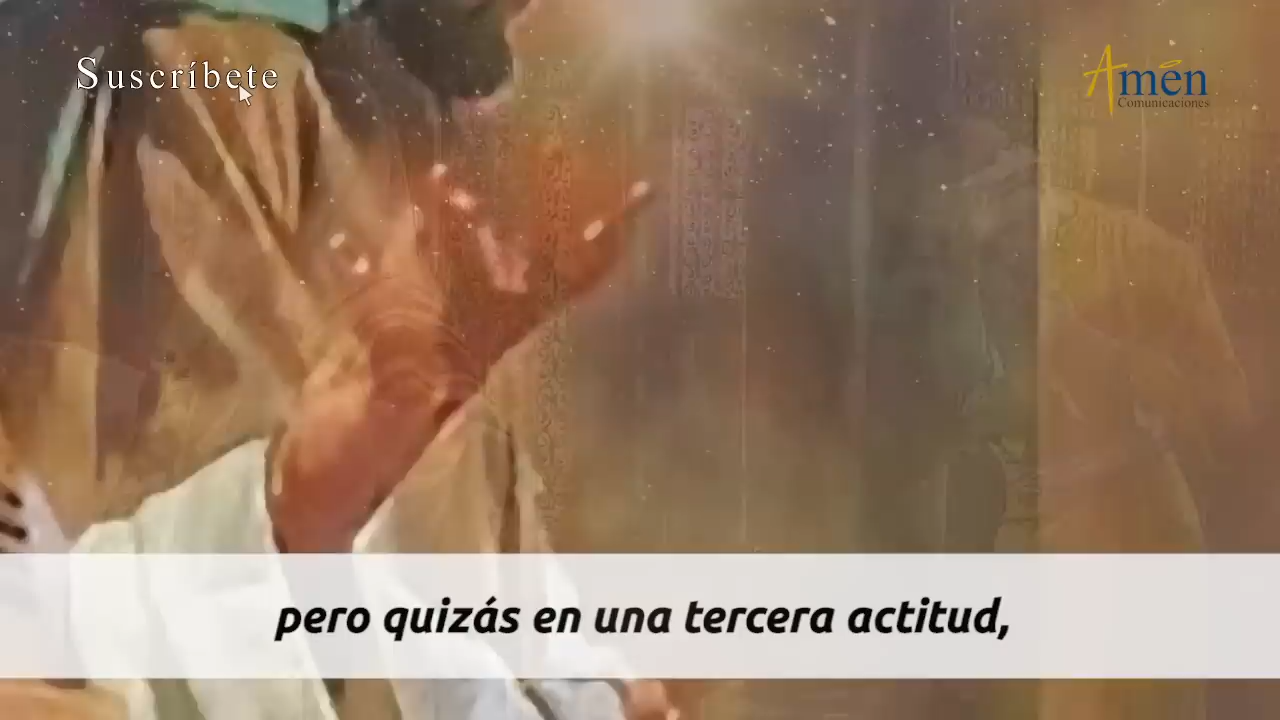 Suscríbete
Amén
Comunicaciones
pero quizás en una tercera actitud,